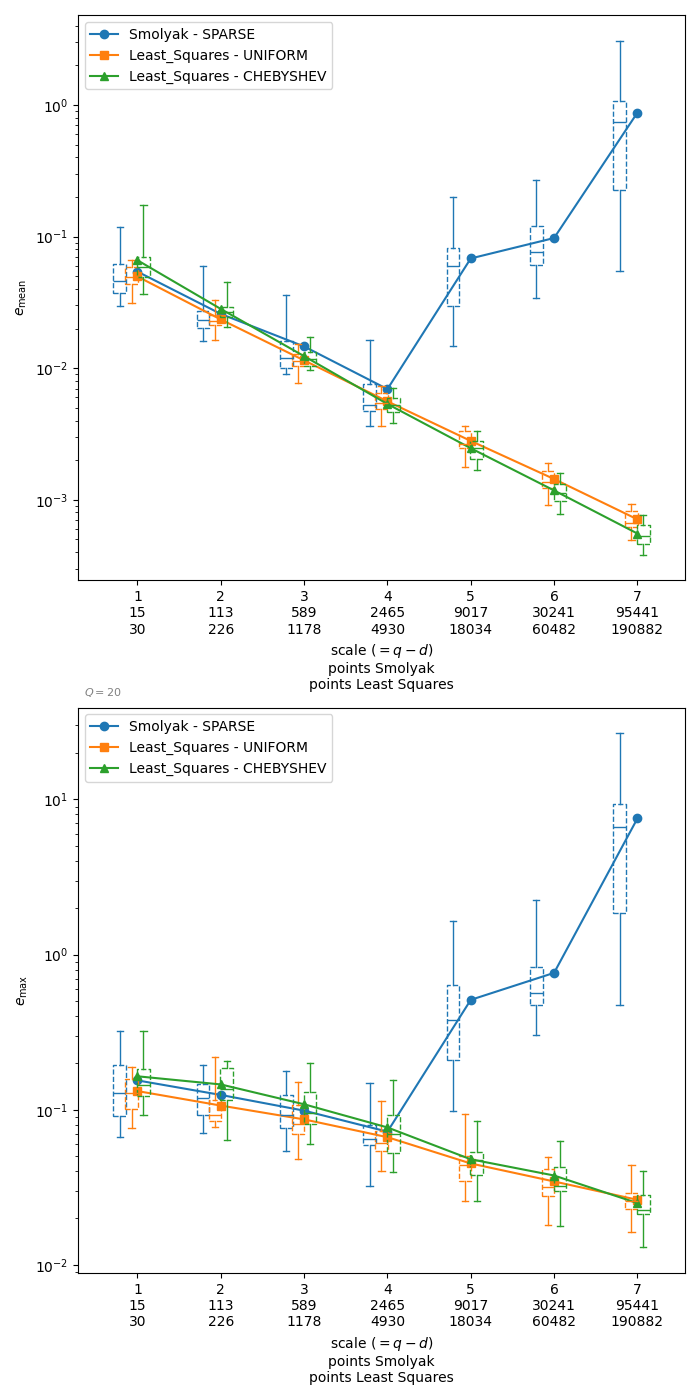 Smolyak - SPARSE
Least_Squares - UNIFORM
Least_Squares - CHEBYSHEV
10⁰
10⁻¹
10⁻²
10⁻³
e_mean
1 2 3 4 5 6 7
15 113 589 2465 9017 30241 95441
30 226 1178 4930 18034 60482 190882
scale (= q − d)
points Smolyak
points Least Squares
Q = 20
Smolyak - SPARSE
Least_Squares - UNIFORM
Least_Squares - CHEBYSHEV
10¹
10⁰
10⁻¹
10⁻²
e_max
1 2 3 4 5 6 7
15 113 589 2465 9017 30241 95441
30 226 1178 4930 18034 60482 190882
scale (= q − d)
points Smolyak
points Least Squares